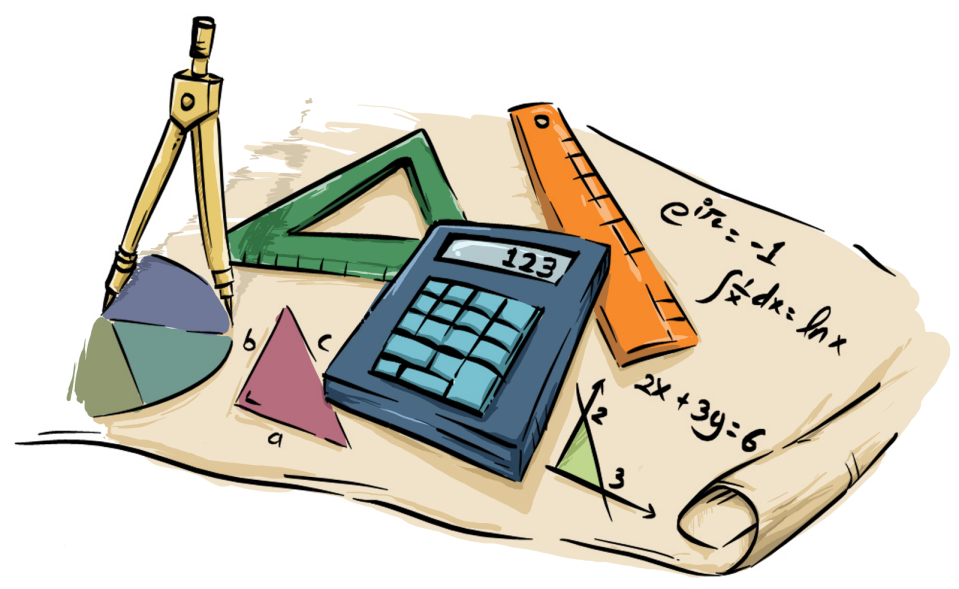 e^{iπ} = -1
∫ 1/x dx = ln x
123
b
c
a
2x + 3y = 6
2
3